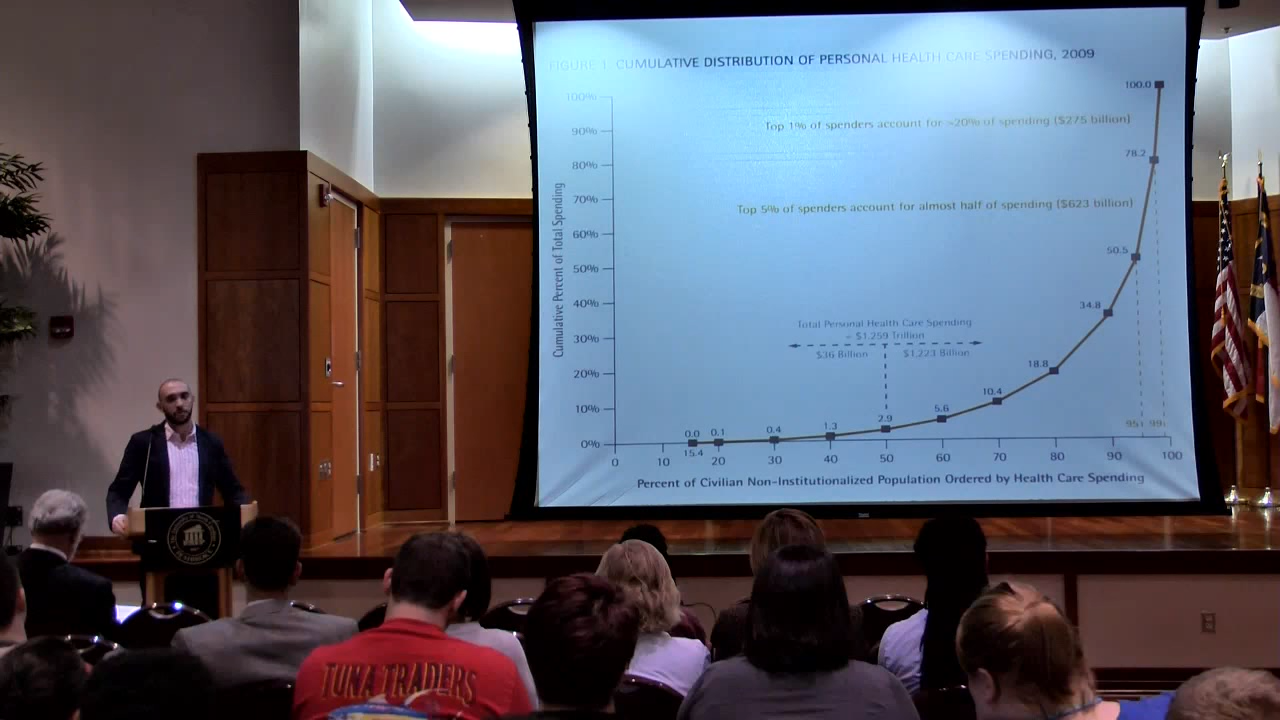 FIGURE 1. CUMULATIVE DISTRIBUTION OF PERSONAL HEALTH CARE SPENDING, 2009
100%
90%
80%
70%
60%
50%
40%
30%
20%
10%
0%
Cumulative Percent of Total Spending
100.0
Top 1% of spenders account for >20% of spending ($275 billion)
78.2
Top 5% of spenders account for almost half of spending ($623 billion)
50.5
34.8
Total Personal Health Care Spending
= $1.259 Trillion
$36 Billion
$1,223 Billion
18.8
10.4
5.6
2.9
1.3
0.4
0.1
0.0
15.4
0 10 20 30 40 50 60 70 80 90 100
Percent of Civilian Non-Institutionalized Population Ordered by Health Care Spending
TUNA TRADERS